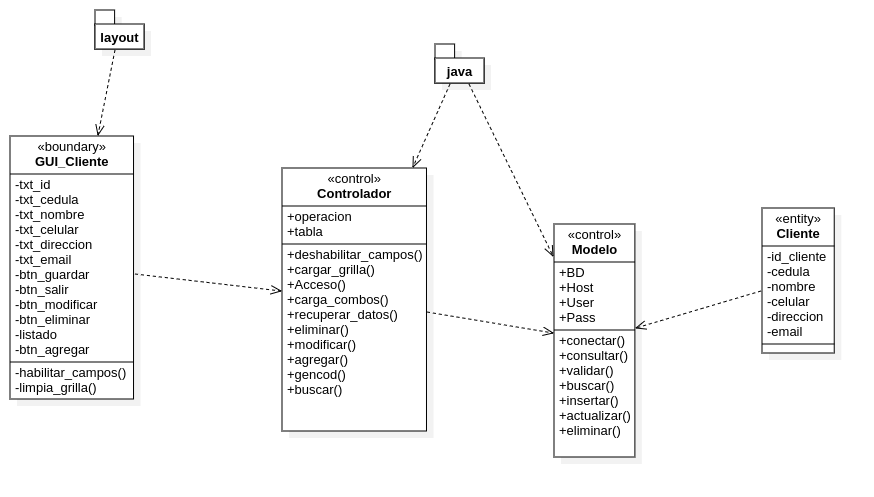 layout
java
«boundary»
GUI_Cliente
-txt_id
-txt_cedula
-txt_nombre
-txt_celular
-txt_direccion
-txt_email
-btn_guardar
-btn_salir
-btn_modificar
-btn_eliminar
-listado
-btn_agregar
-habilitar_campos()
-limpia_grilla()
«control»
Controlador
+operacion
+tabla
+deshabilitar_campos()
+cargar_grilla()
+Acceso()
+carga_combos()
+recuperar_datos()
+eliminar()
+modificar()
+agregar()
+gencod()
+buscar()
«control»
Modelo
+BD
+Host
+User
+Pass
+conectar()
+consultar()
+validar()
+buscar()
+insertar()
+actualizar()
+eliminar()
«entity»
Cliente
-id_cliente
-cedula
-nombre
-celular
-direccion
-email